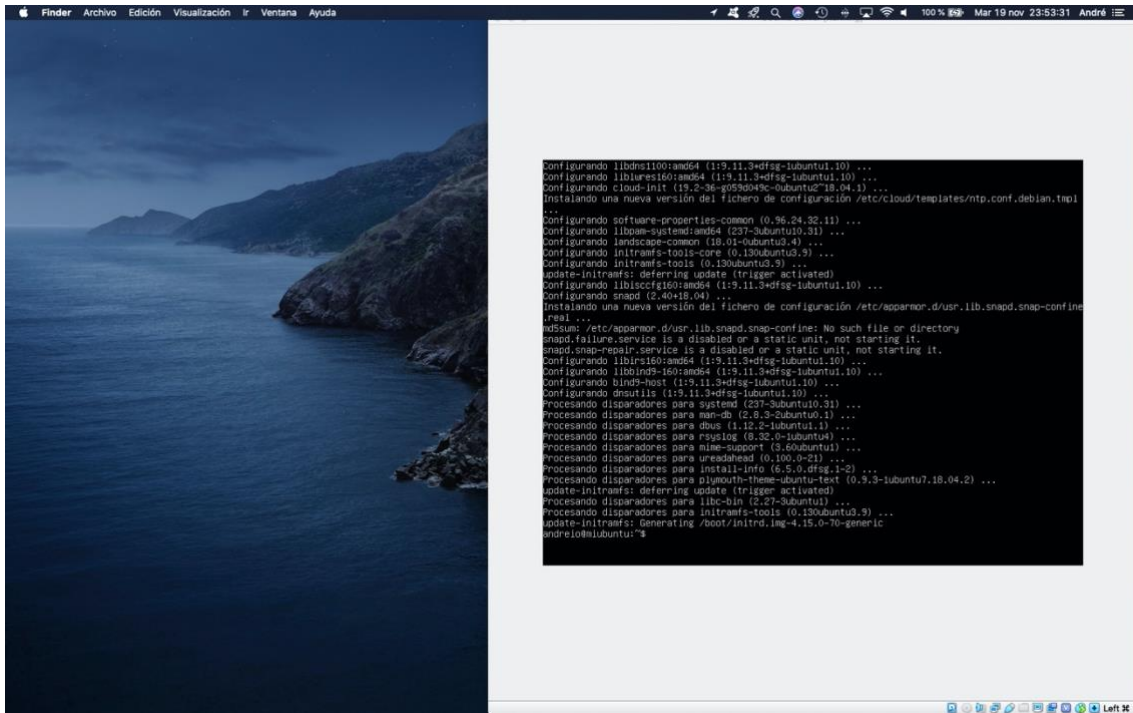 Finder Archivo Edición Visualización Ir Ventana Ayuda 100 % Mar 19 nov 23:53:31 André
Configurando libdns1100:amd64 (1:9.11.3+dfsg-1ubuntu1.10) ...
Configurando liblwres160:amd64 (1:9.11.3+dfsg-1ubuntu1.10) ...
Configurando cloud-init (19.2-36-g059d049c-0ubuntu2~18.04.1) ...
Instalando una nueva versión del fichero de configuración /etc/cloud/templates/ntp.conf.debian.tmpl
...
Configurando software-properties-common (0.96.24.32.11) ...
Configurando libpam-systemd:amd64 (237-3ubuntu10.31) ...
Configurando landscape-common (18.01-0ubuntu3.4) ...
Configurando initramfs-tools-core (0.130ubuntu3.9) ...
Configurando initramfs-tools (0.130ubuntu3.9) ...
update-initramfs: deferring update (trigger activated)
Configurando libisccfg160:amd64 (1:9.11.3+dfsg-1ubuntu1.10) ...
Configurando snapd (2.40+18.04) ...
Instalando una nueva versión del fichero de configuración /etc/apparmor.d/usr.lib.snapd.snap-confine
.real ...
md5sum: /etc/apparmor.d/usr.lib.snapd.snap-confine: No such file or directory
snapd.failure.service is a disabled or a static unit, not starting it.
snapd.snap-repair.service is a disabled or a static unit, not starting it.
Configurando libirs160:amd64 (1:9.11.3+dfsg-1ubuntu1.10) ...
Configurando libbind9-160:amd64 (1:9.11.3+dfsg-1ubuntu1.10) ...
Configurando bind9-host (1:9.11.3+dfsg-1ubuntu1.10) ...
Configurando dnsutils (1:9.11.3+dfsg-1ubuntu1.10) ...
Procesando disparadores para systemd (237-3ubuntu10.31) ...
Procesando disparadores para man-db (2.8.3-2ubuntu0.1) ...
Procesando disparadores para dbus (1.12.2-1ubuntu1.1) ...
Procesando disparadores para rsyslog (8.32.0-1ubuntu4) ...
Procesando disparadores para mime-support (3.60ubuntu1) ...
Procesando disparadores para ureadahead (0.100.0-21) ...
Procesando disparadores para install-info (6.5.0.dfsg.1-2) ...
Procesando disparadores para plymouth-theme-ubuntu-text (0.9.3-1ubuntu7.18.04.2) ...
update-initramfs: deferring update (trigger activated)
Procesando disparadores para libc-bin (2.27-3ubuntu1) ...
Procesando disparadores para initramfs-tools (0.130ubuntu3.9) ...
update-initramfs: Generating /boot/initrd.img-4.15.0-70-generic
andreio@miubuntu:~$
Left ⌘